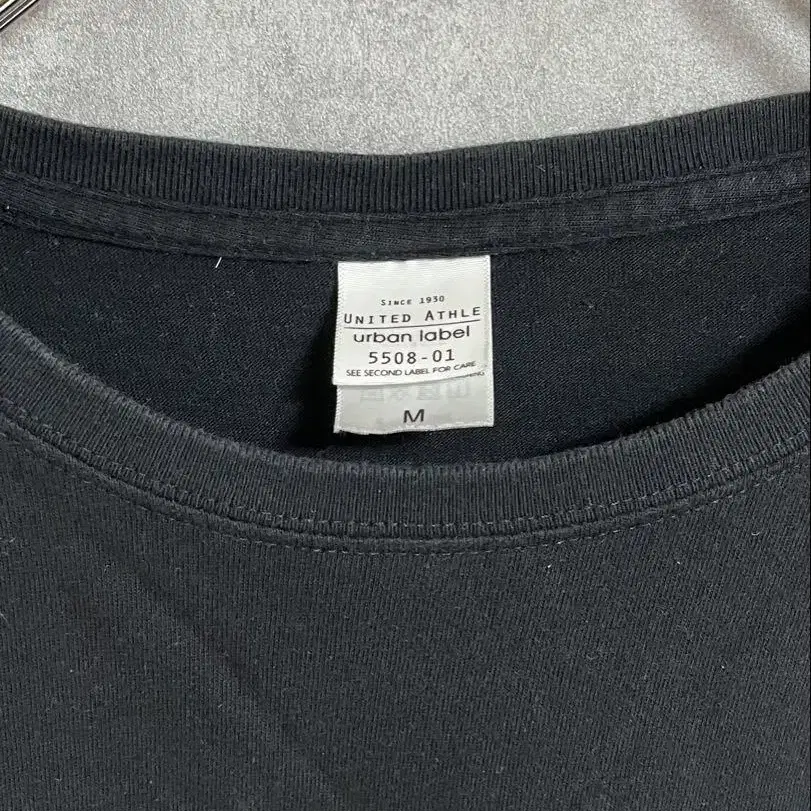 SINCE 1930
UNITED ATHLE
urban label
5508-01
SEE SECOND LABEL FOR CARE
M